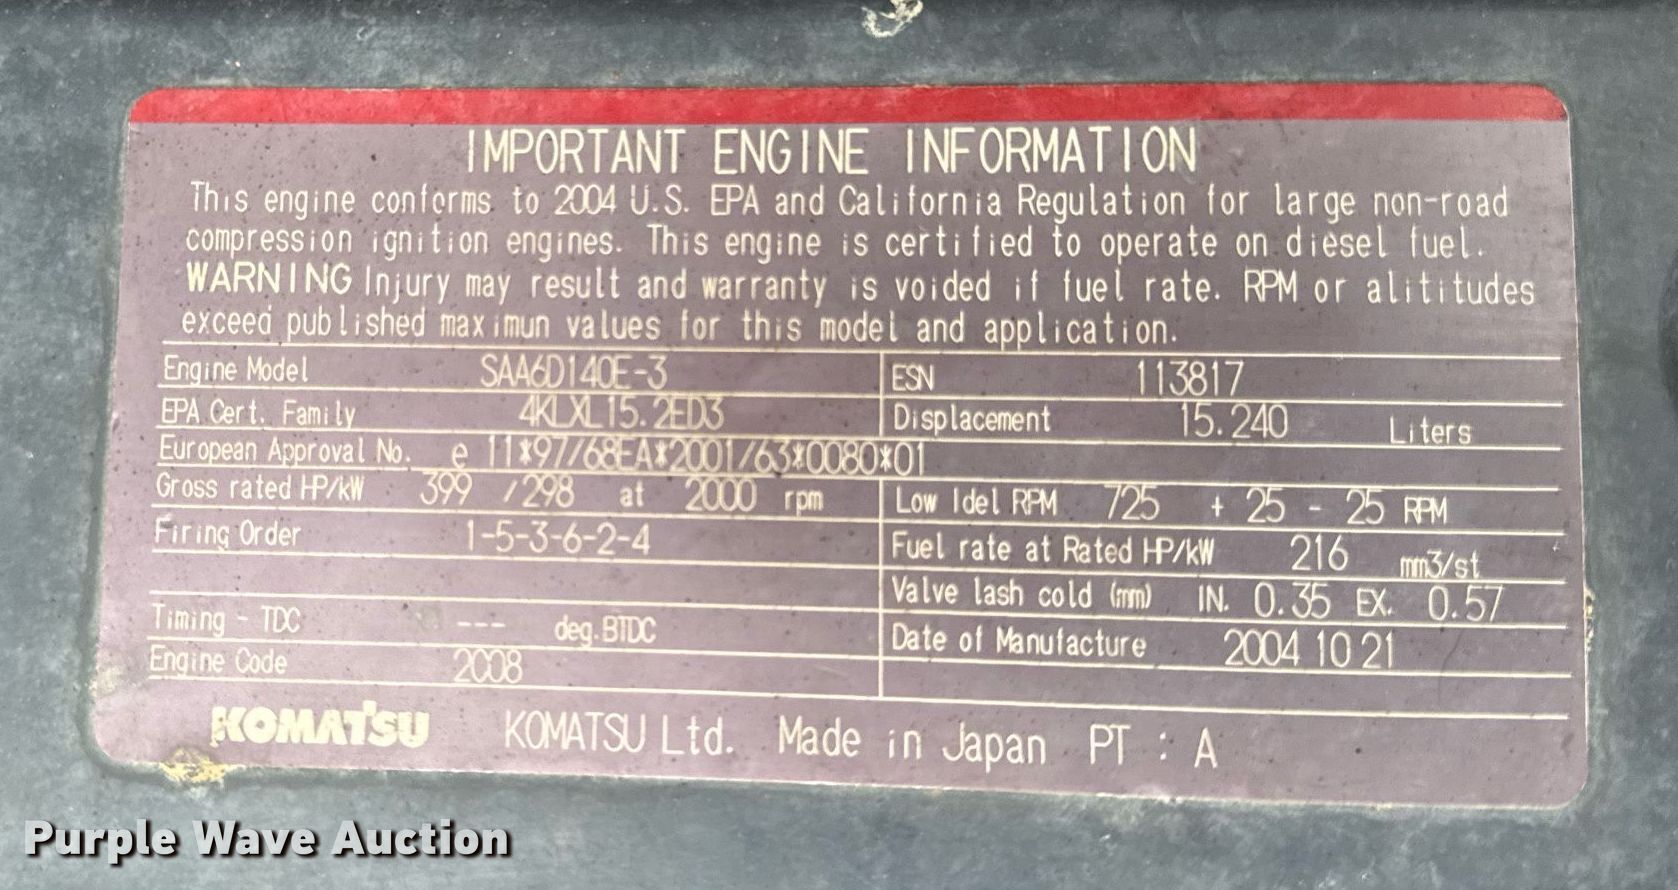 IMPORTANT ENGINE INFORMATION
This engine conforms to 2004 U.S. EPA and California Regulation for large non-road
compression ignition engines. This engine is certified to operate on diesel fuel.
WARNING Injury may result and warranty is voided if fuel rate. RPM or alititudes
exceed published maximun values for this model and application.
Engine Model SAA6D140E-3 ESN 113817
EPA Cert. Family 4KLXL15.2ED3 Displacement 15.240 Liters
European Approval No. e 11*97/68EA*2001/63*0080*01
Gross rated HP/kW 399 /298 at 2000 rpm Low Idel RPM 725 + 25 - 25 RPM
Firing Order 1-5-3-6-2-4 Fuel rate at Rated HP/kW 216 mm3/st
Valve lash cold (mm) IN. 0.35 EX. 0.57
Timing - TDC --- deg.BTDC Date of Manufacture 2004 10 21
Engine Code 2008
KOMATSU KOMATSU Ltd. Made in Japan PT : A
Purple Wave Auction